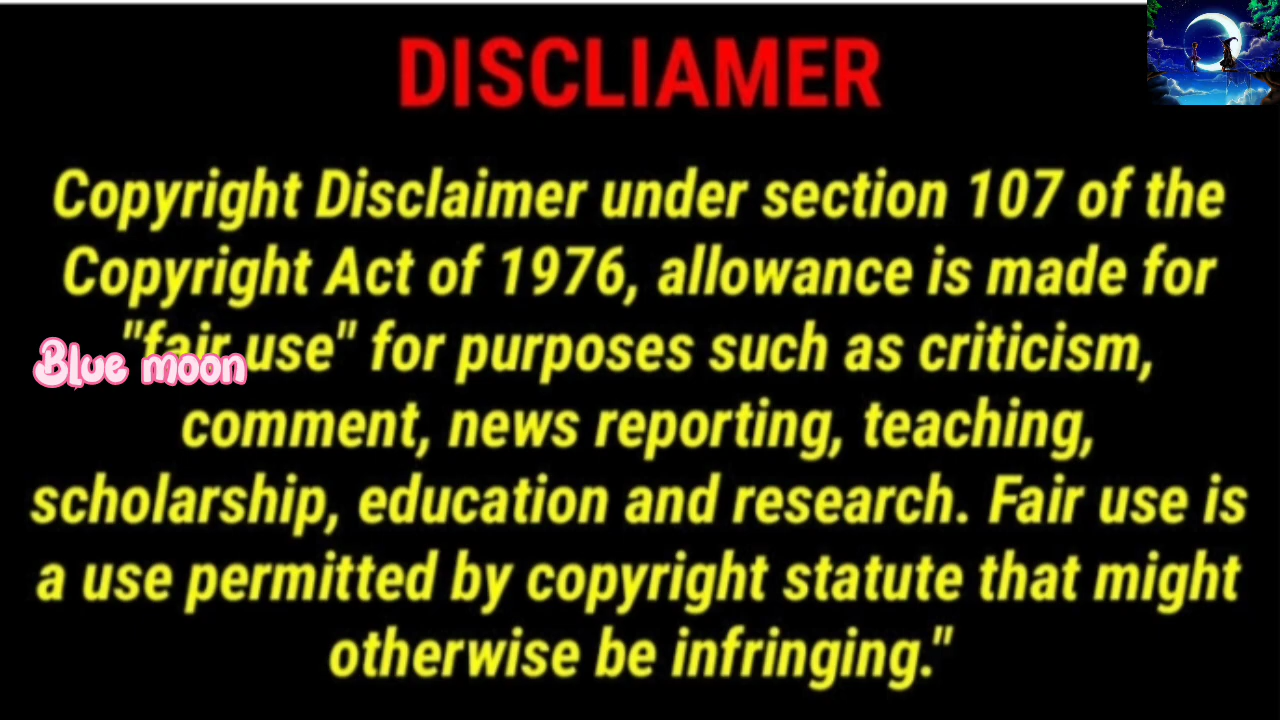 DISCLIAMER
Copyright Disclaimer under section 107 of the
Copyright Act of 1976, allowance is made for
"fair use" for purposes such as criticism,
Blue moon
comment, news reporting, teaching,
scholarship, education and research. Fair use is
a use permitted by copyright statute that might
otherwise be infringing."